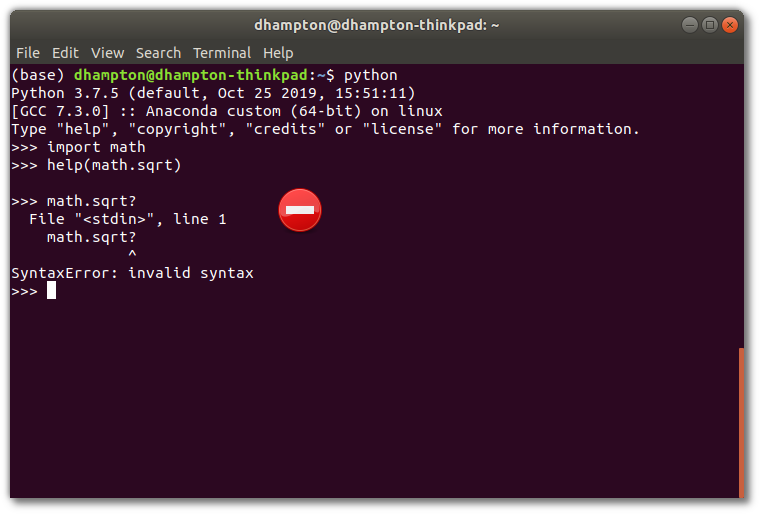 dhampton@dhampton-thinkpad: ~
File Edit View Search Terminal Help
(base) dhampton@dhampton-thinkpad:~$ python
Python 3.7.5 (default, Oct 25 2019, 15:51:11)
[GCC 7.3.0] :: Anaconda custom (64-bit) on linux
Type "help", "copyright", "credits" or "license" for more information.
>>> import math
>>> help(math.sqrt)
>>> math.sqrt?
  File "<stdin>", line 1
    math.sqrt?
             ^
SyntaxError: invalid syntax
>>>